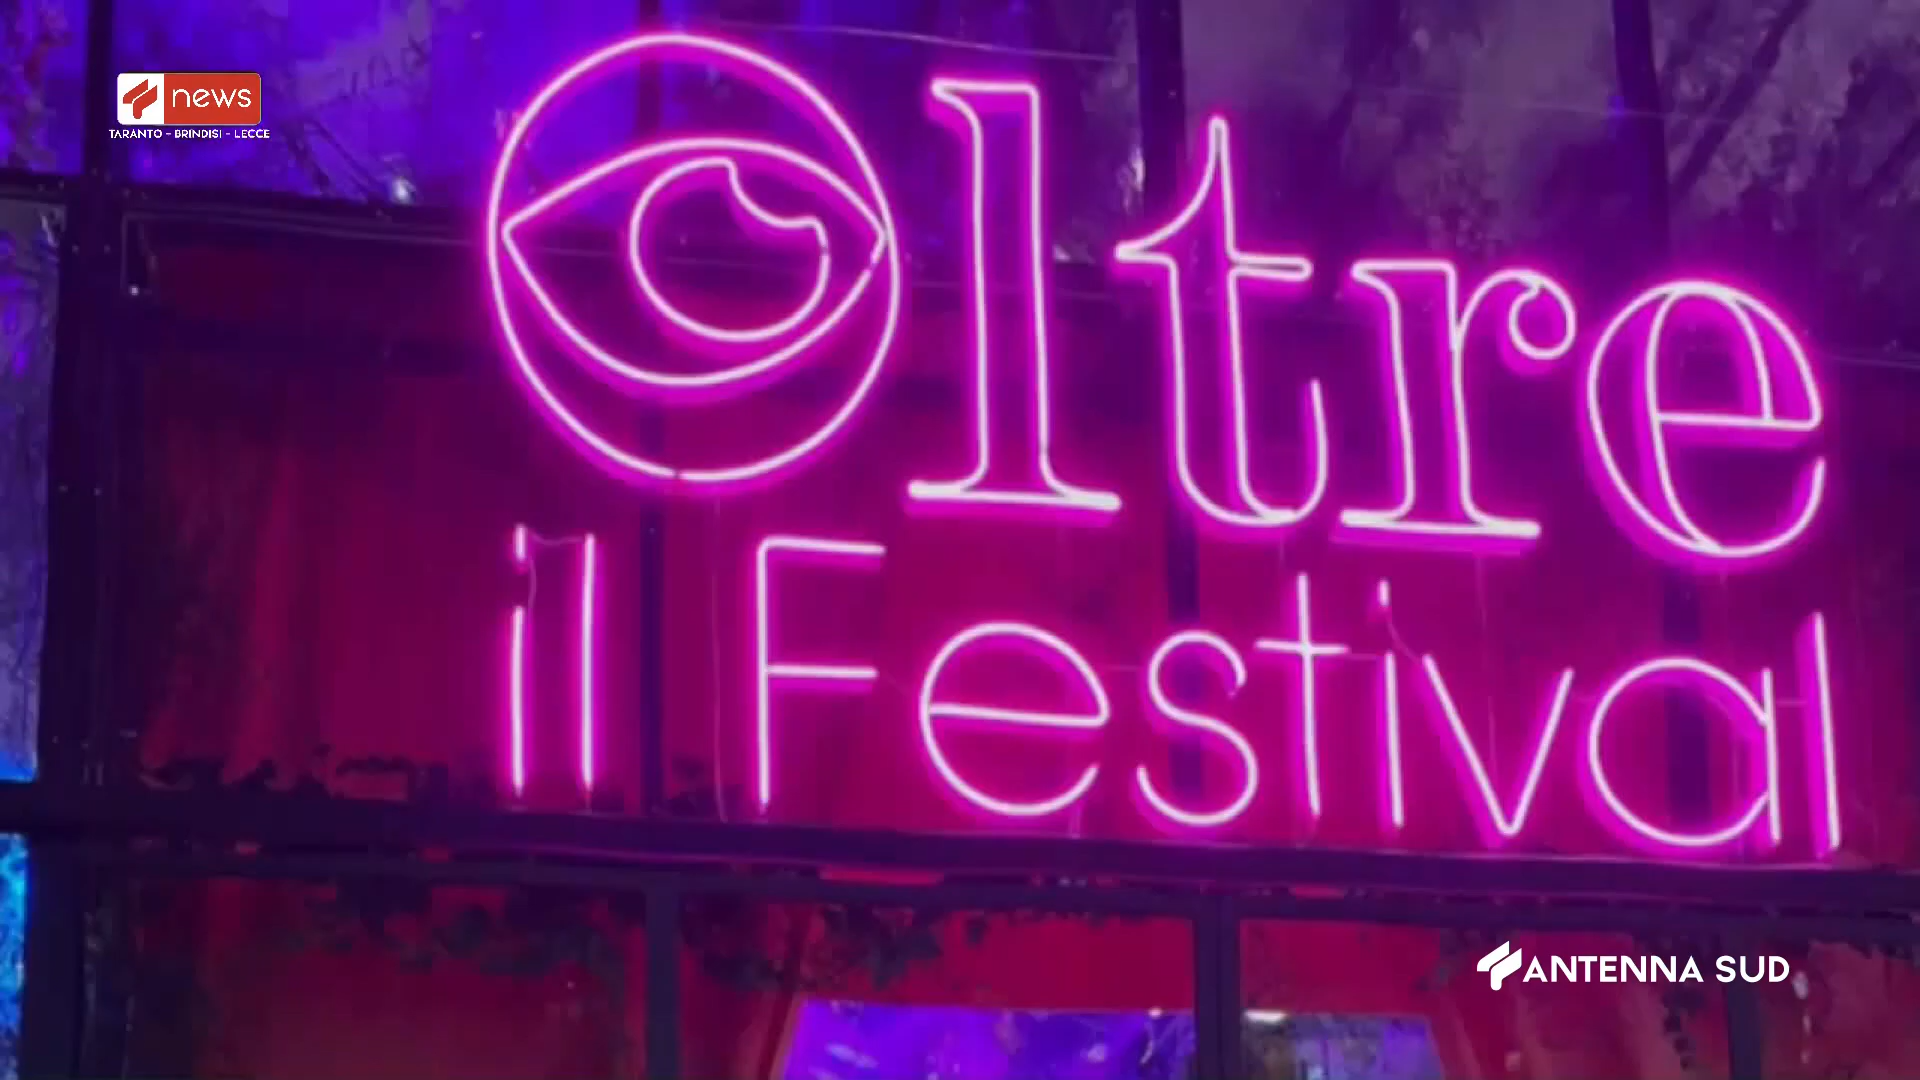 news
TARANTO - BRINDISI - LECCE
Oltre
il Festival
ANTENNA SUD